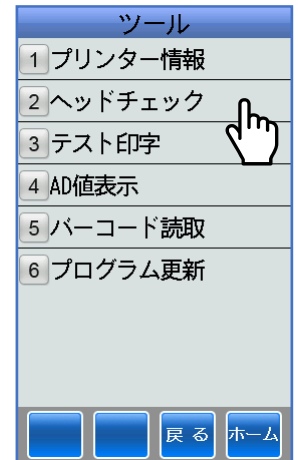 ツール
1 プリンター情報
2 ヘッドチェック
3 テスト印字
4 AD値表示
5 バーコード読取
6 プログラム更新
戻る ホーム